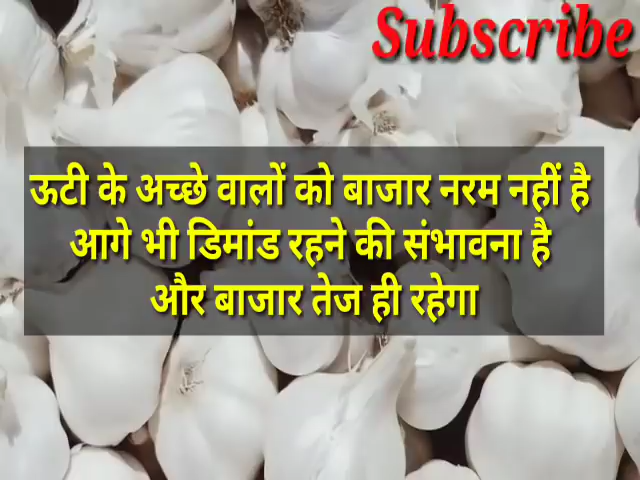 Subscribe
ऊटी के अच्छे वालों को बाजार नरम नहीं है
आगे भी डिमांड रहने की संभावना है
और बाजार तेज ही रहेगा